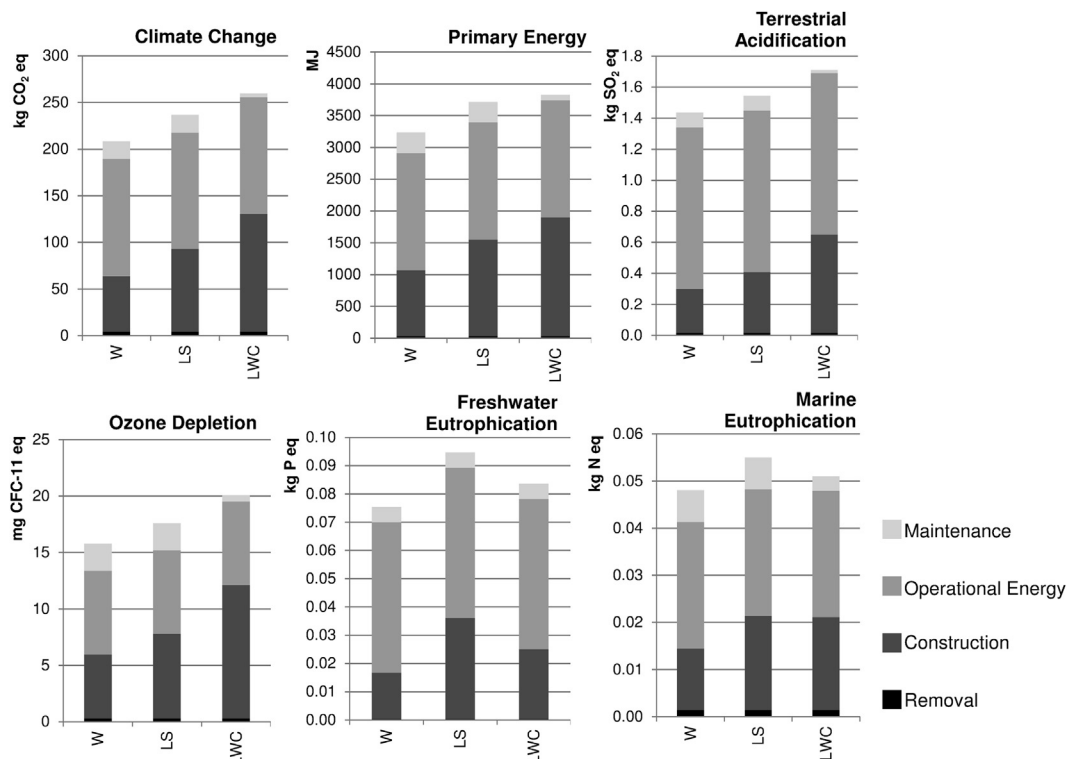 Climate Change
kg CO₂ eq
300
250
200
150
100
50
0
W
LS
LWC
Primary Energy
MJ
4500
4000
3500
3000
2500
2000
1500
1000
500
0
W
LS
LWC
Terrestrial
Acidification
kg SO₂ eq
1.8
1.6
1.4
1.2
1.0
0.8
0.6
0.4
0.2
0.0
W
LS
LWC
Ozone Depletion
mg CFC-11 eq
25
20
15
10
5
0
W
LS
LWC
Freshwater
Eutrophication
kg P eq
0.10
0.09
0.08
0.07
0.06
0.05
0.04
0.03
0.02
0.01
0.00
W
LS
LWC
Marine
Eutrophication
kg N eq
0.06
0.05
0.04
0.03
0.02
0.01
0.00
W
LS
LWC
Maintenance
Operational Energy
Construction
Removal